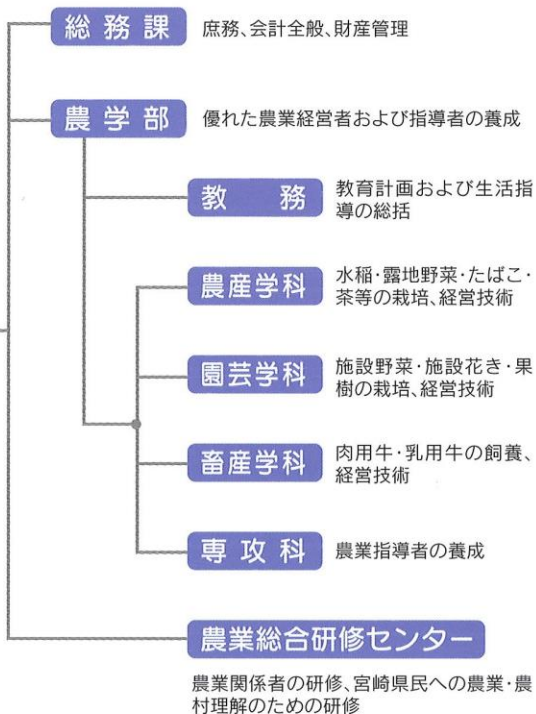 総務課
庶務、会計全般、財産管理
農学部
優れた農業経営者および指導者の養成
教務
教育計画および生活指
導の総括
農産学科
水稲・露地野菜・たばこ・
茶等の栽培、経営技術
園芸学科
施設野菜・施設花き・果
樹の栽培、経営技術
畜産学科
肉用牛・乳用牛の飼養、
経営技術
専攻科
農業指導者の養成
農業総合研修センター
農業関係者の研修、宮崎県民への農業・農
村理解のための研修